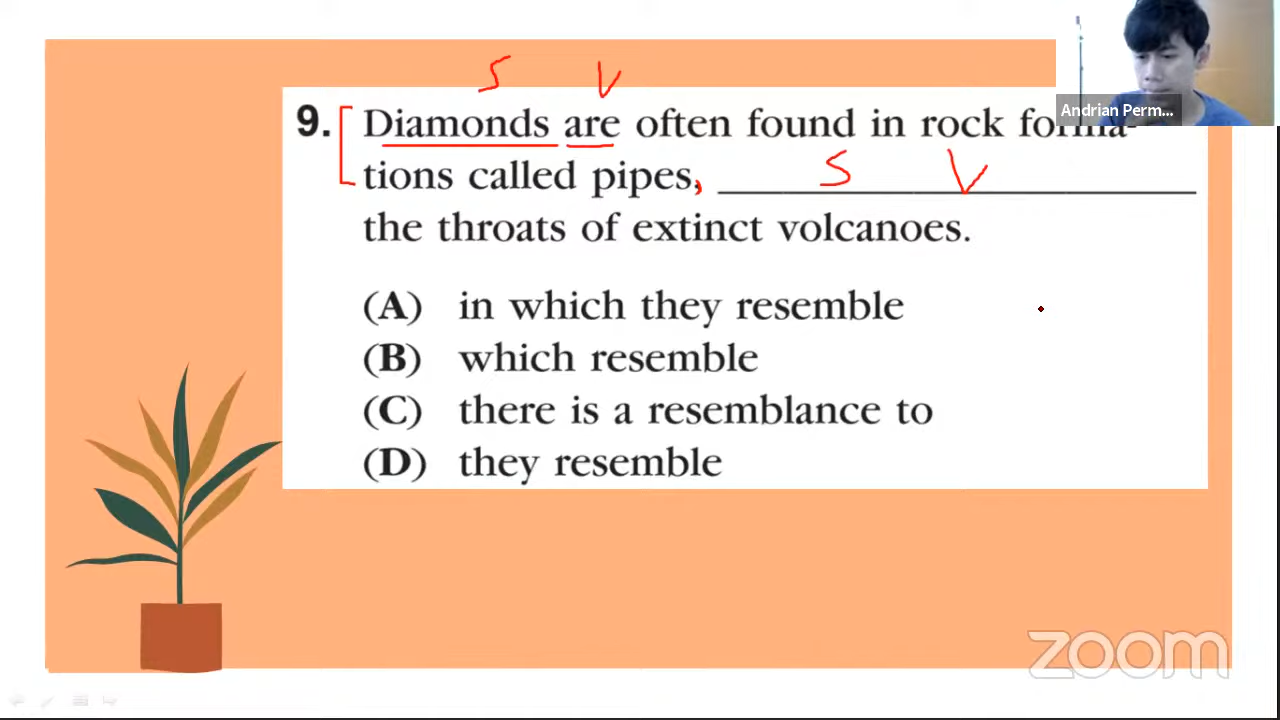 S V
9. Diamonds are often found in rock forma-
tions called pipes, S V
the throats of extinct volcanoes.
(A) in which they resemble
(B) which resemble
(C) there is a resemblance to
(D) they resemble
Andrian Perm...
zoom